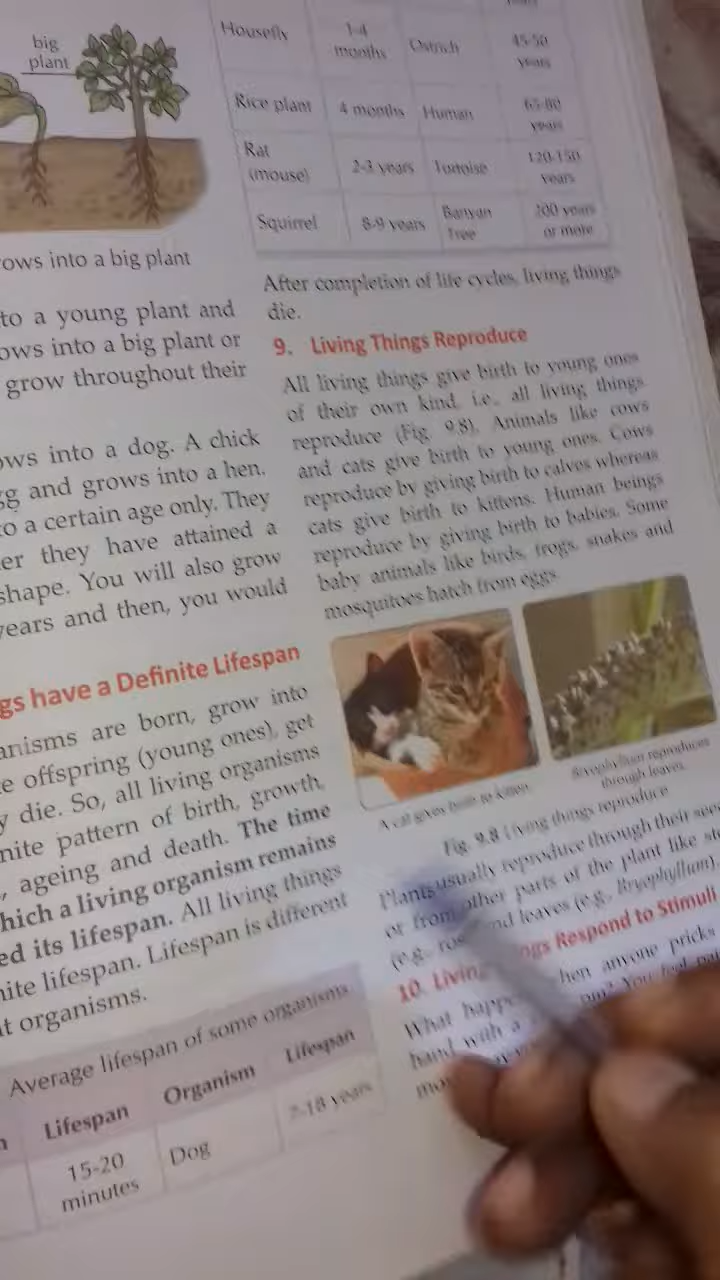 big
plant
ows into a big plant
to a young plant and
ows into a big plant or
grow throughout their
ows into a dog. A chick
gg and grows into a hen.
to a certain age only. They
er they have attained a
shape. You will also grow
years and then, you would
gs have a Definite Lifespan
anisms are born, grow into
e offspring (young ones), get
y die. So, all living organisms
nite pattern of birth, growth,
, ageing and death. The time
hich a living organism remains
ed its lifespan. All living things
nite lifespan. Lifespan is different
t organisms.
Average lifespan of some organisms
Lifespan Organism Lifespan
15-20 minutes Dog 7-18 years
Housefly 1-4 months Ostrich 45-50 years
Rice plant 4 months Human 65-80 years
Rat (mouse) 2-3 years Tortoise 120-150 years
Squirrel 8-9 years Banyan Tree 200 years or more
After completion of life cycles, living things
die.
9. Living Things Reproduce
All living things give birth to young ones
of their own kind, i.e., all living things
reproduce (Fig. 9.8). Animals like cows
and cats give birth to young ones. Cows
reproduce by giving birth to calves whereas
cats give birth to kittens. Human beings
reproduce by giving birth to babies. Some
baby animals like birds, frogs, snakes and
mosquitoes hatch from eggs.
A cat gives birth to kitten.
Bryophyllum reproduces
through leaves.
Fig. 9.8 Living things reproduce
Plants usually reproduce through their see
or from other parts of the plant like st
(e.g., ro nd leaves (e.g., Bryophyllum).
10. Living ngs Respond to Stimuli
What happe hen anyone pricks
hand with a You feel